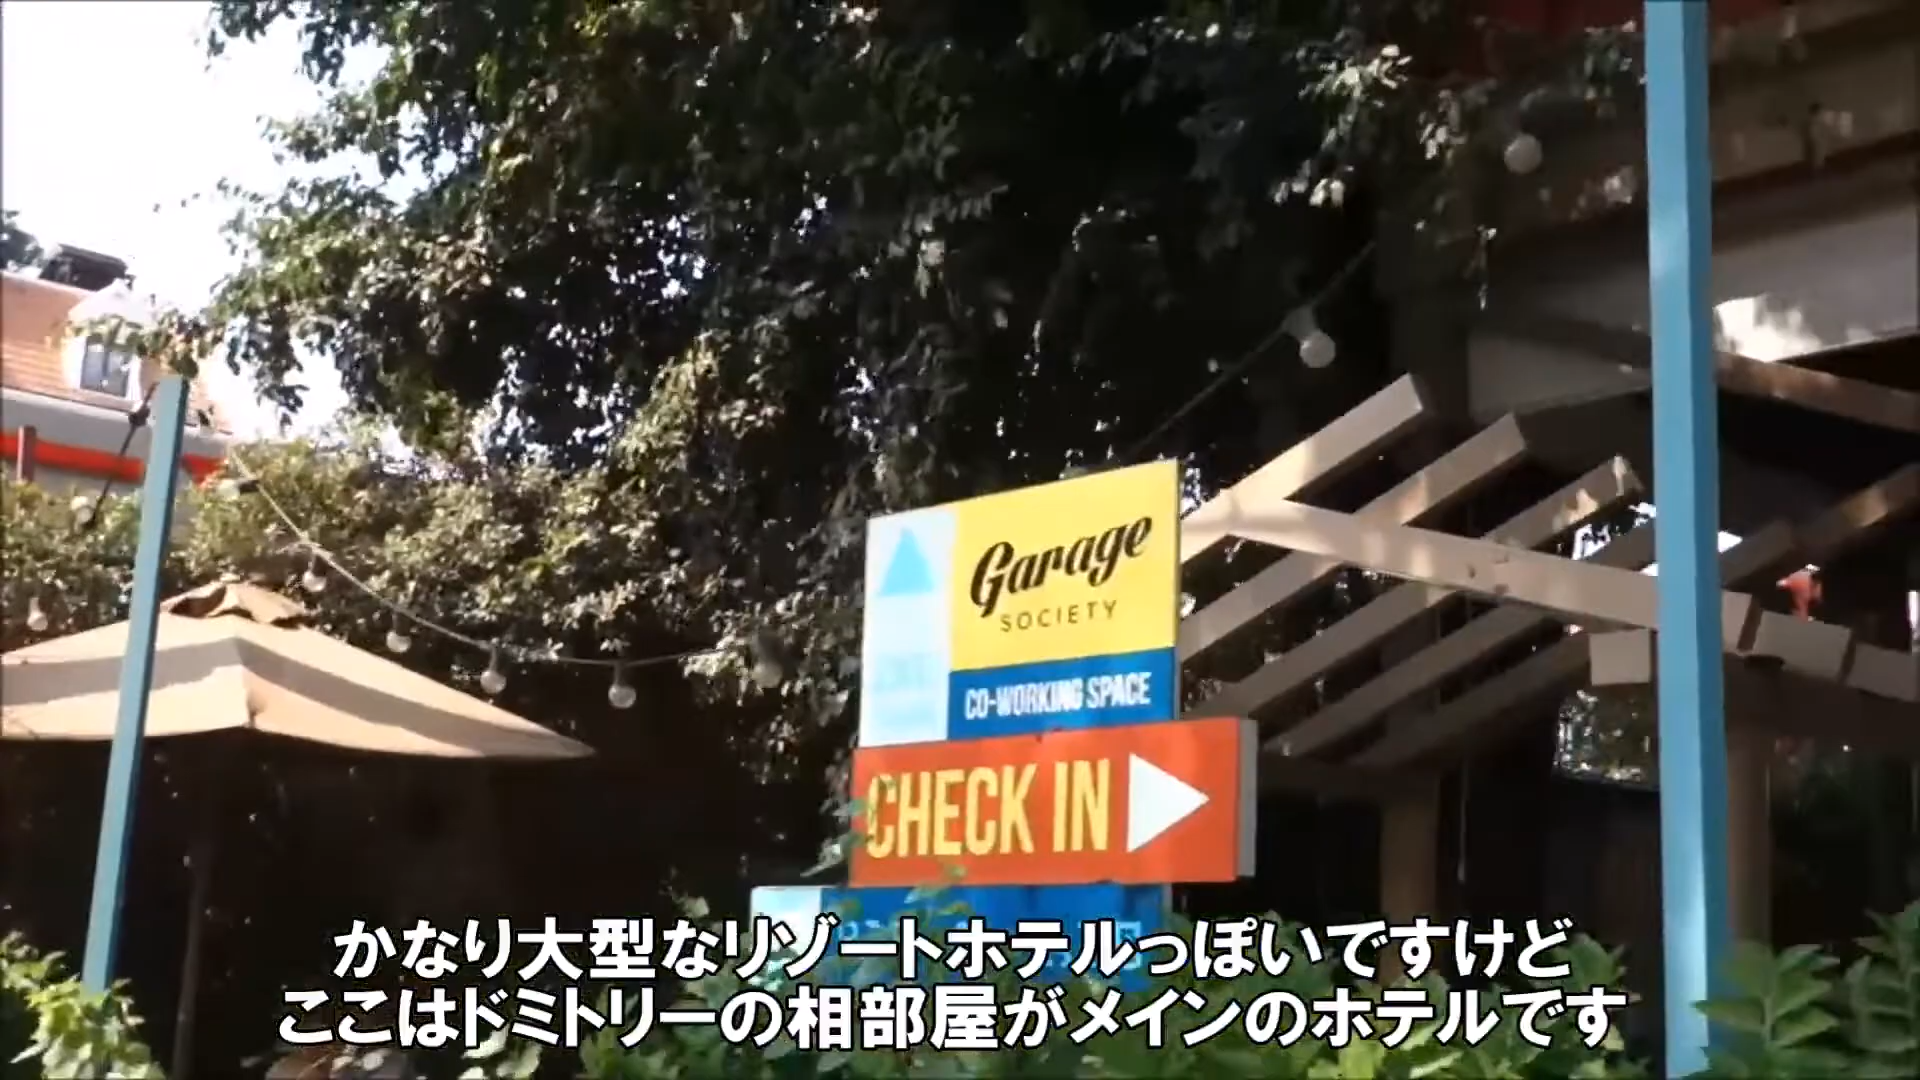 Garage
SOCIETY
CO-WORKING SPACE
CHECK IN
かなり大型なリゾートホテルっぽいですけど
ここはドミトリーの相部屋がメインのホテルです